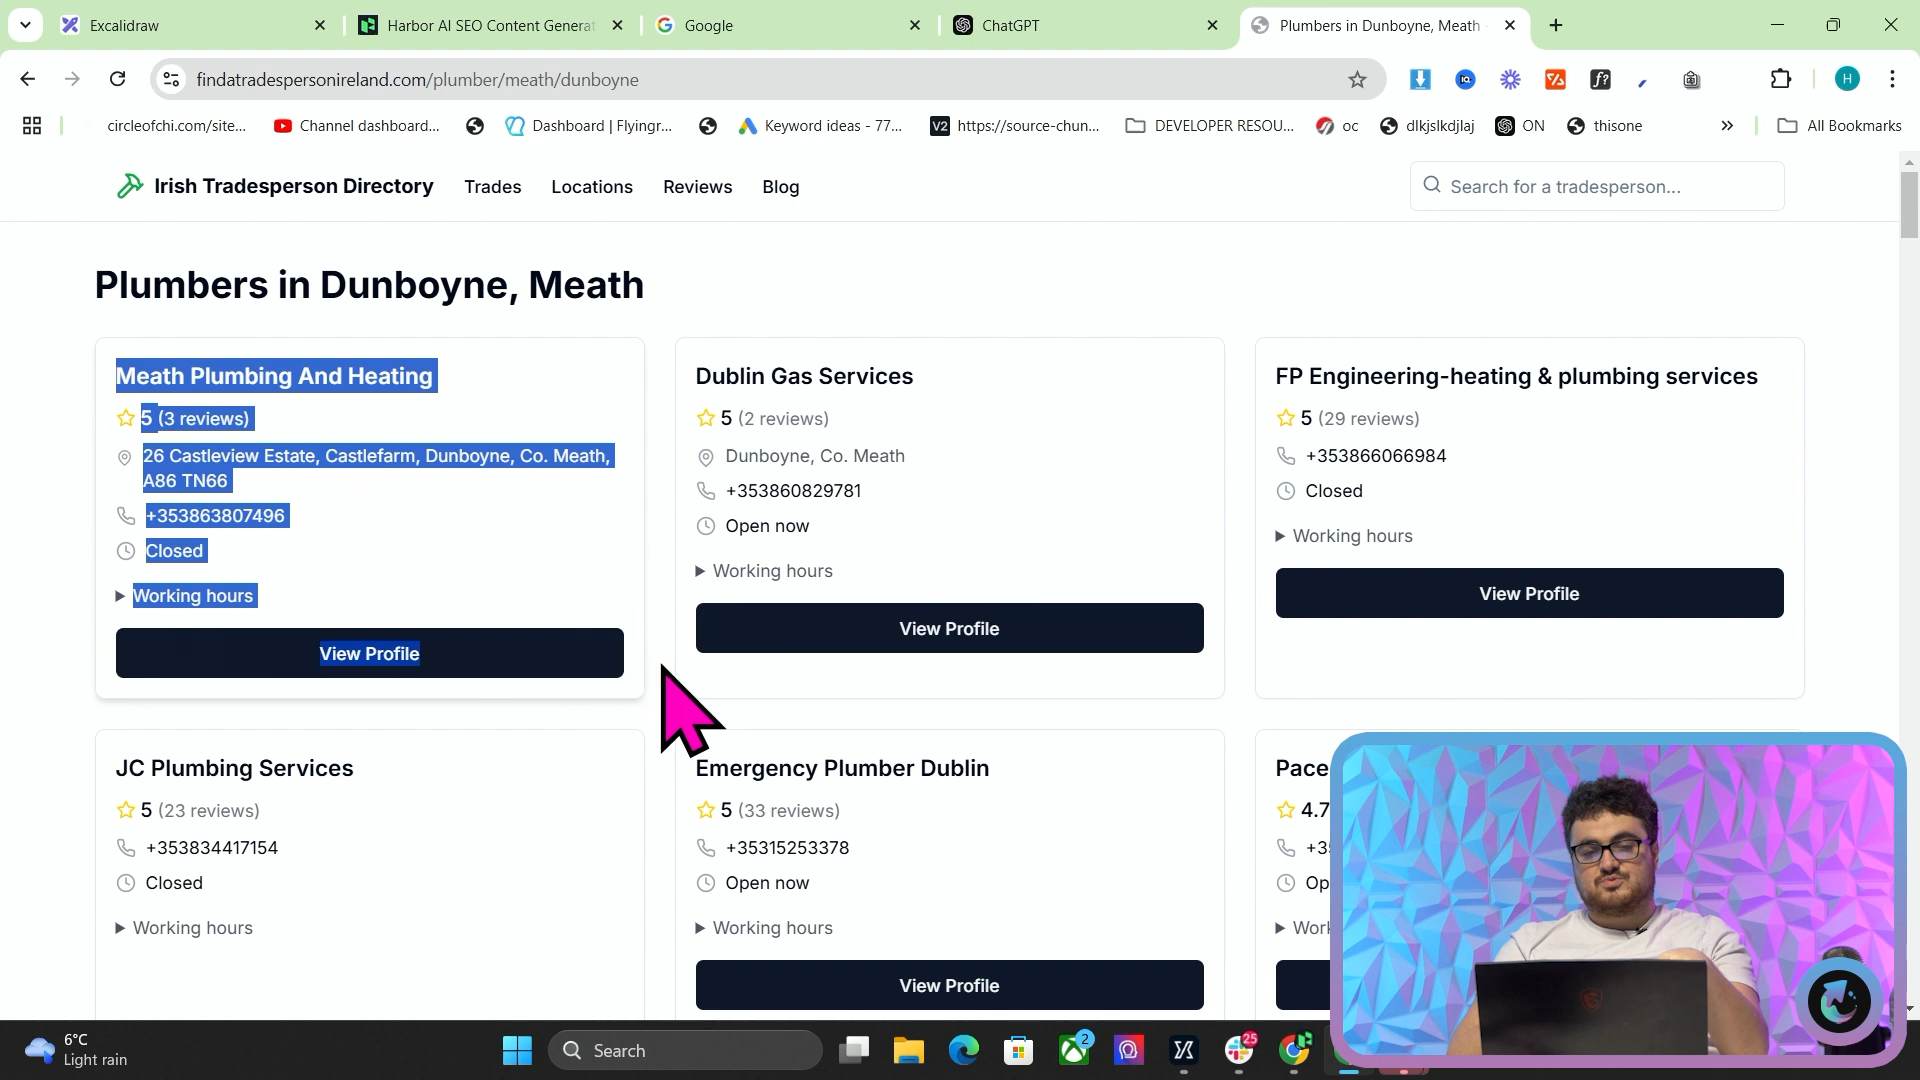 Excalidraw
Harbor AI SEO Content Generat
Google
ChatGPT
Plumbers in Dunboyne, Meath
findatradespersonireland.com/plumber/meath/dunboyne
circleofchi.com/site...
Channel dashboard...
Dashboard | Flyingr...
Keyword ideas - 77...
V2
https://source-chun...
DEVELOPER RESOU...
oc
dlkjslkdjlaj
ON
thisone
All Bookmarks
H
Irish Tradesperson Directory
Trades
Locations
Reviews
Blog
Search for a tradesperson...
Plumbers in Dunboyne, Meath
Meath Plumbing And Heating
5 (3 reviews)
26 Castleview Estate, Castlefarm, Dunboyne, Co. Meath,
A86 TN66
+353863807496
Closed
Working hours
View Profile
Dublin Gas Services
5 (2 reviews)
Dunboyne, Co. Meath
+353860829781
Open now
Working hours
View Profile
FP Engineering-heating & plumbing services
5 (29 reviews)
+353866066984
Closed
Working hours
View Profile
JC Plumbing Services
5 (23 reviews)
+353834417154
Closed
Working hours
Emergency Plumber Dublin
5 (33 reviews)
+35315253378
Open now
Working hours
View Profile
Pace
4.7
+35
Op
Work
6°C
Light rain
Search
2
25